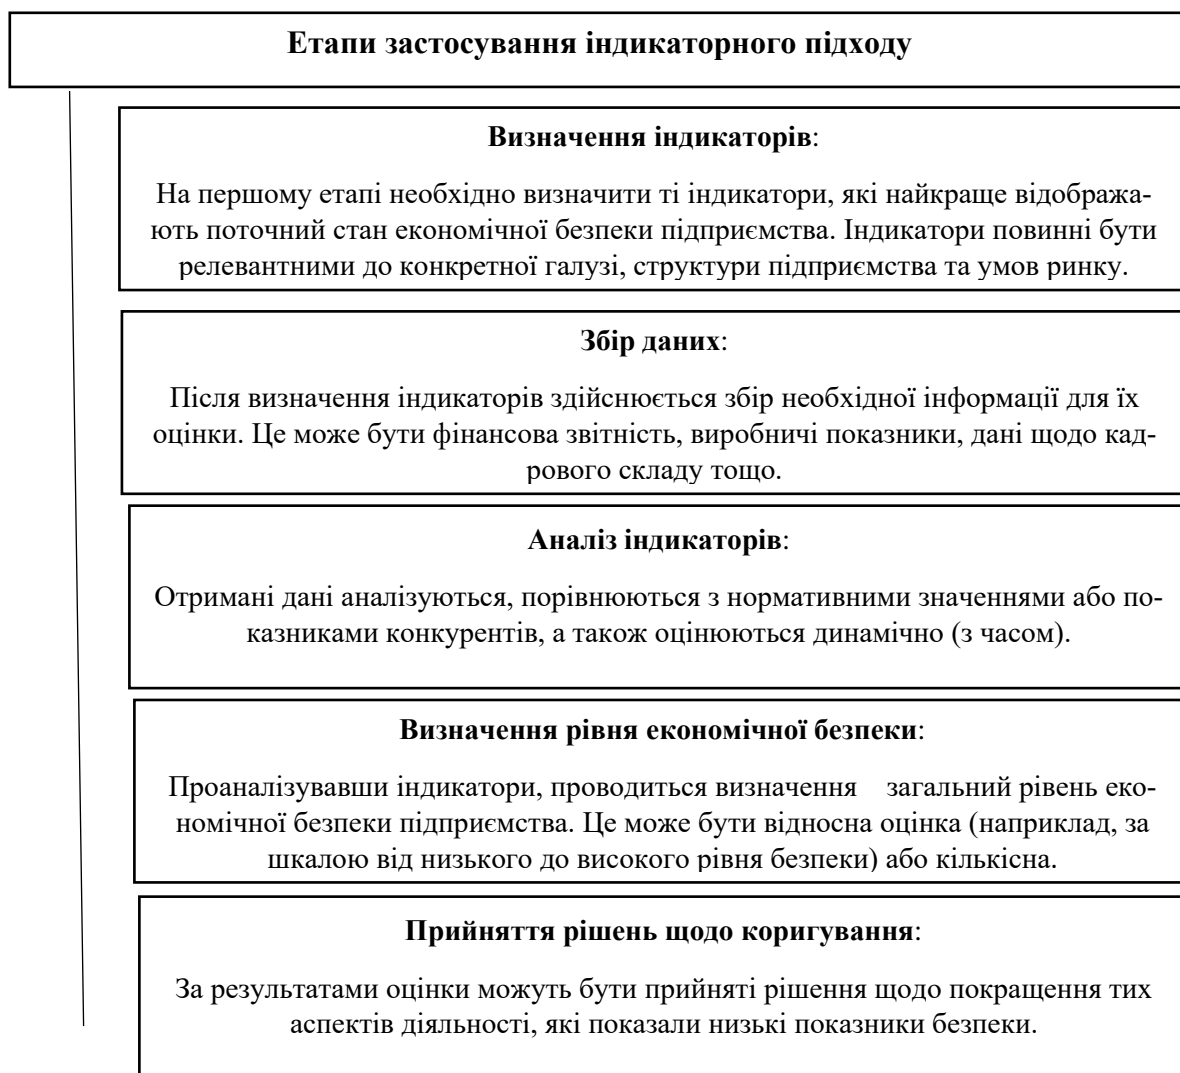 Етапи застосування індикаторного підходу
Визначення індикаторів:
На першому етапі необхідно визначити ті індикатори, які найкраще відобража-
ють поточний стан економічної безпеки підприємства. Індикатори повинні бути
релевантними до конкретної галузі, структури підприємства та умов ринку.
Збір даних:
Після визначення індикаторів здійснюється збір необхідної інформації для їх
оцінки. Це може бути фінансова звітність, виробничі показники, дані щодо кад-
рового складу тощо.
Аналіз індикаторів:
Отримані дані аналізуються, порівнюються з нормативними значеннями або по-
казниками конкурентів, а також оцінюються динамічно (з часом).
Визначення рівня економічної безпеки:
Проаналізувавши індикатори, проводиться визначення загальний рівень еко-
номічної безпеки підприємства. Це може бути відносна оцінка (наприклад, за
шкалою від низького до високого рівня безпеки) або кількісна.
Прийняття рішень щодо коригування:
За результатами оцінки можуть бути прийняті рішення щодо покращення тих
аспектів діяльності, які показали низькі показники безпеки.